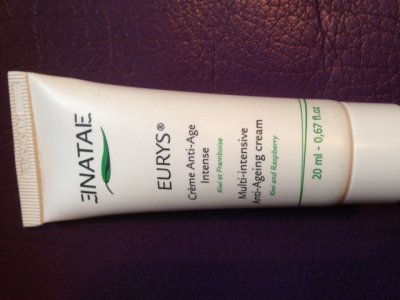 ENATAE
EURYS®
Crème Anti-Age
Intense
Kiwi et Framboise
Multi-intensive
Anti-Ageing cream
Kiwi and Raspberry
20 ml - 0,67 fl.oz